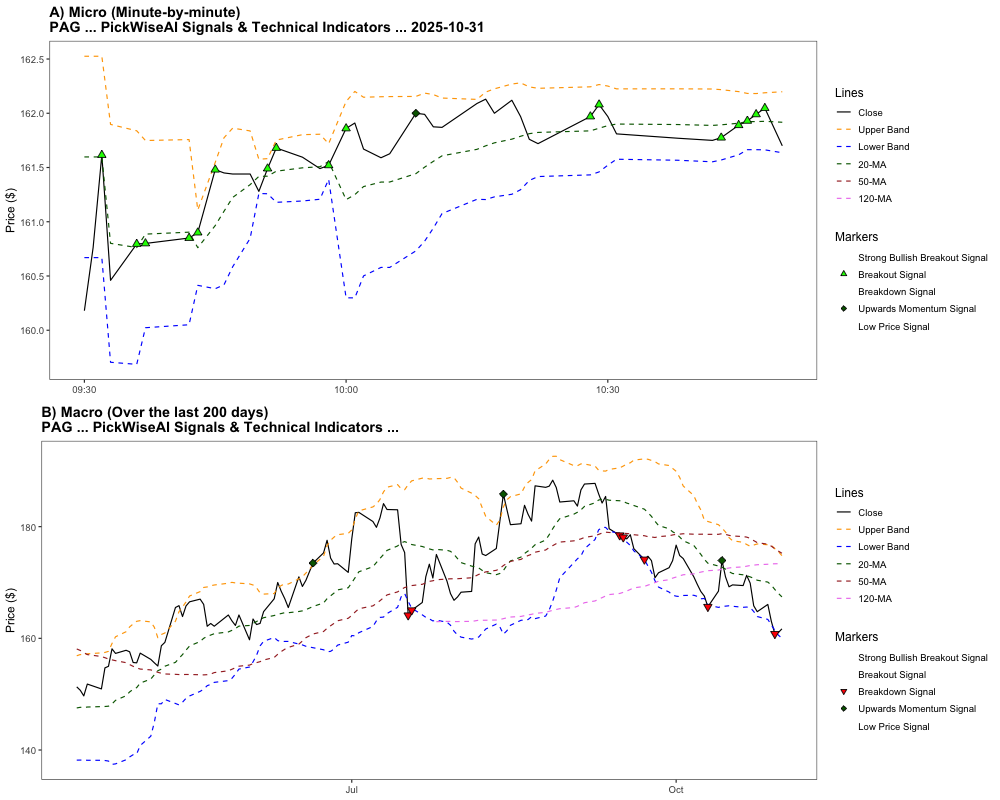 A) Micro (Minute-by-minute)
PAG ... PickWiseAI Signals & Technical Indicators ... 2025-10-31
162.5
162.0
161.5
161.0
160.5
160.0
Price ($)
09:30
10:00
10:30
Lines
Close
Upper Band
Lower Band
20-MA
50-MA
120-MA
Markers
Strong Bullish Breakout Signal
Breakout Signal
Breakdown Signal
Upwards Momentum Signal
Low Price Signal
B) Macro (Over the last 200 days)
PAG ... PickWiseAI Signals & Technical Indicators ...
180
160
140
Price ($)
Jul
Oct
Lines
Close
Upper Band
Lower Band
20-MA
50-MA
120-MA
Markers
Strong Bullish Breakout Signal
Breakout Signal
Breakdown Signal
Upwards Momentum Signal
Low Price Signal